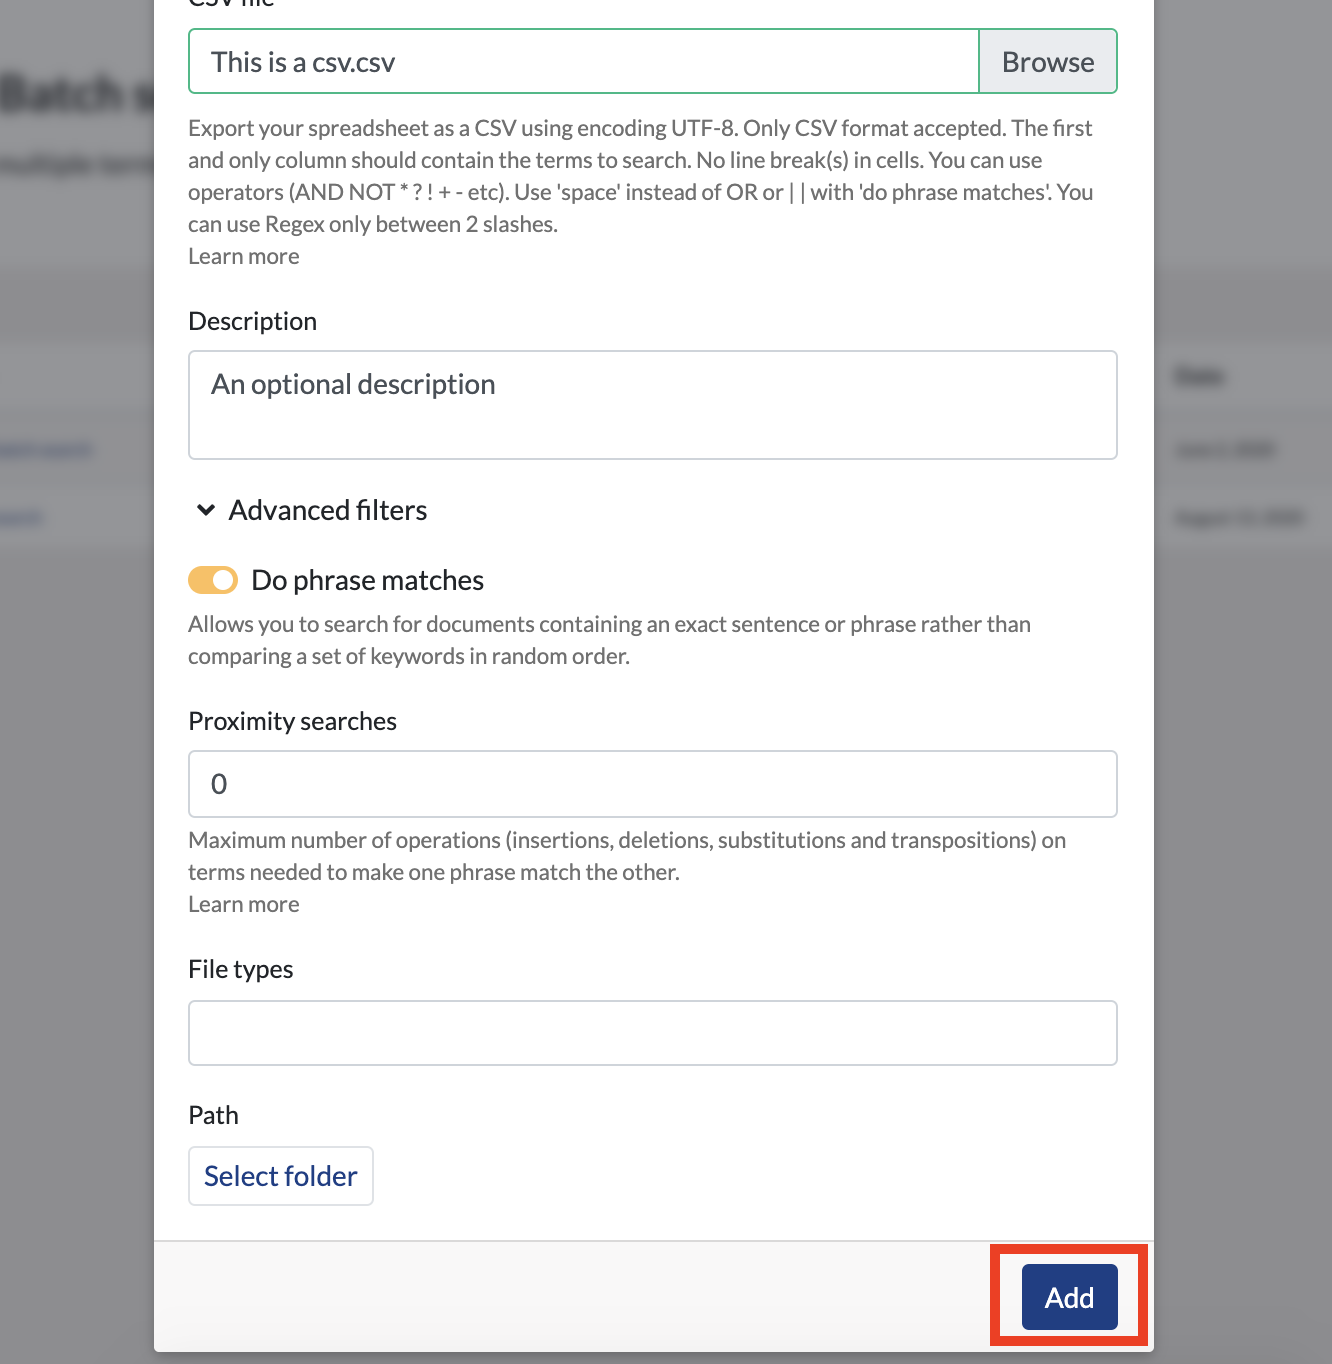 CSV file
This is a csv.csv
Browse
Export your spreadsheet as a CSV using encoding UTF-8. Only CSV format accepted. The first
and only column should contain the terms to search. No line break(s) in cells. You can use
operators (AND NOT * ? ! + - etc). Use 'space' instead of OR or | | with 'do phrase matches'. You
can use Regex only between 2 slashes.
Learn more
Description
An optional description
Advanced filters
Do phrase matches
Allows you to search for documents containing an exact sentence or phrase rather than
comparing a set of keywords in random order.
Proximity searches
0
Maximum number of operations (insertions, deletions, substitutions and transpositions) on
terms needed to make one phrase match the other.
Learn more
File types
Path
Select folder
Add
Batch
multiple
Date